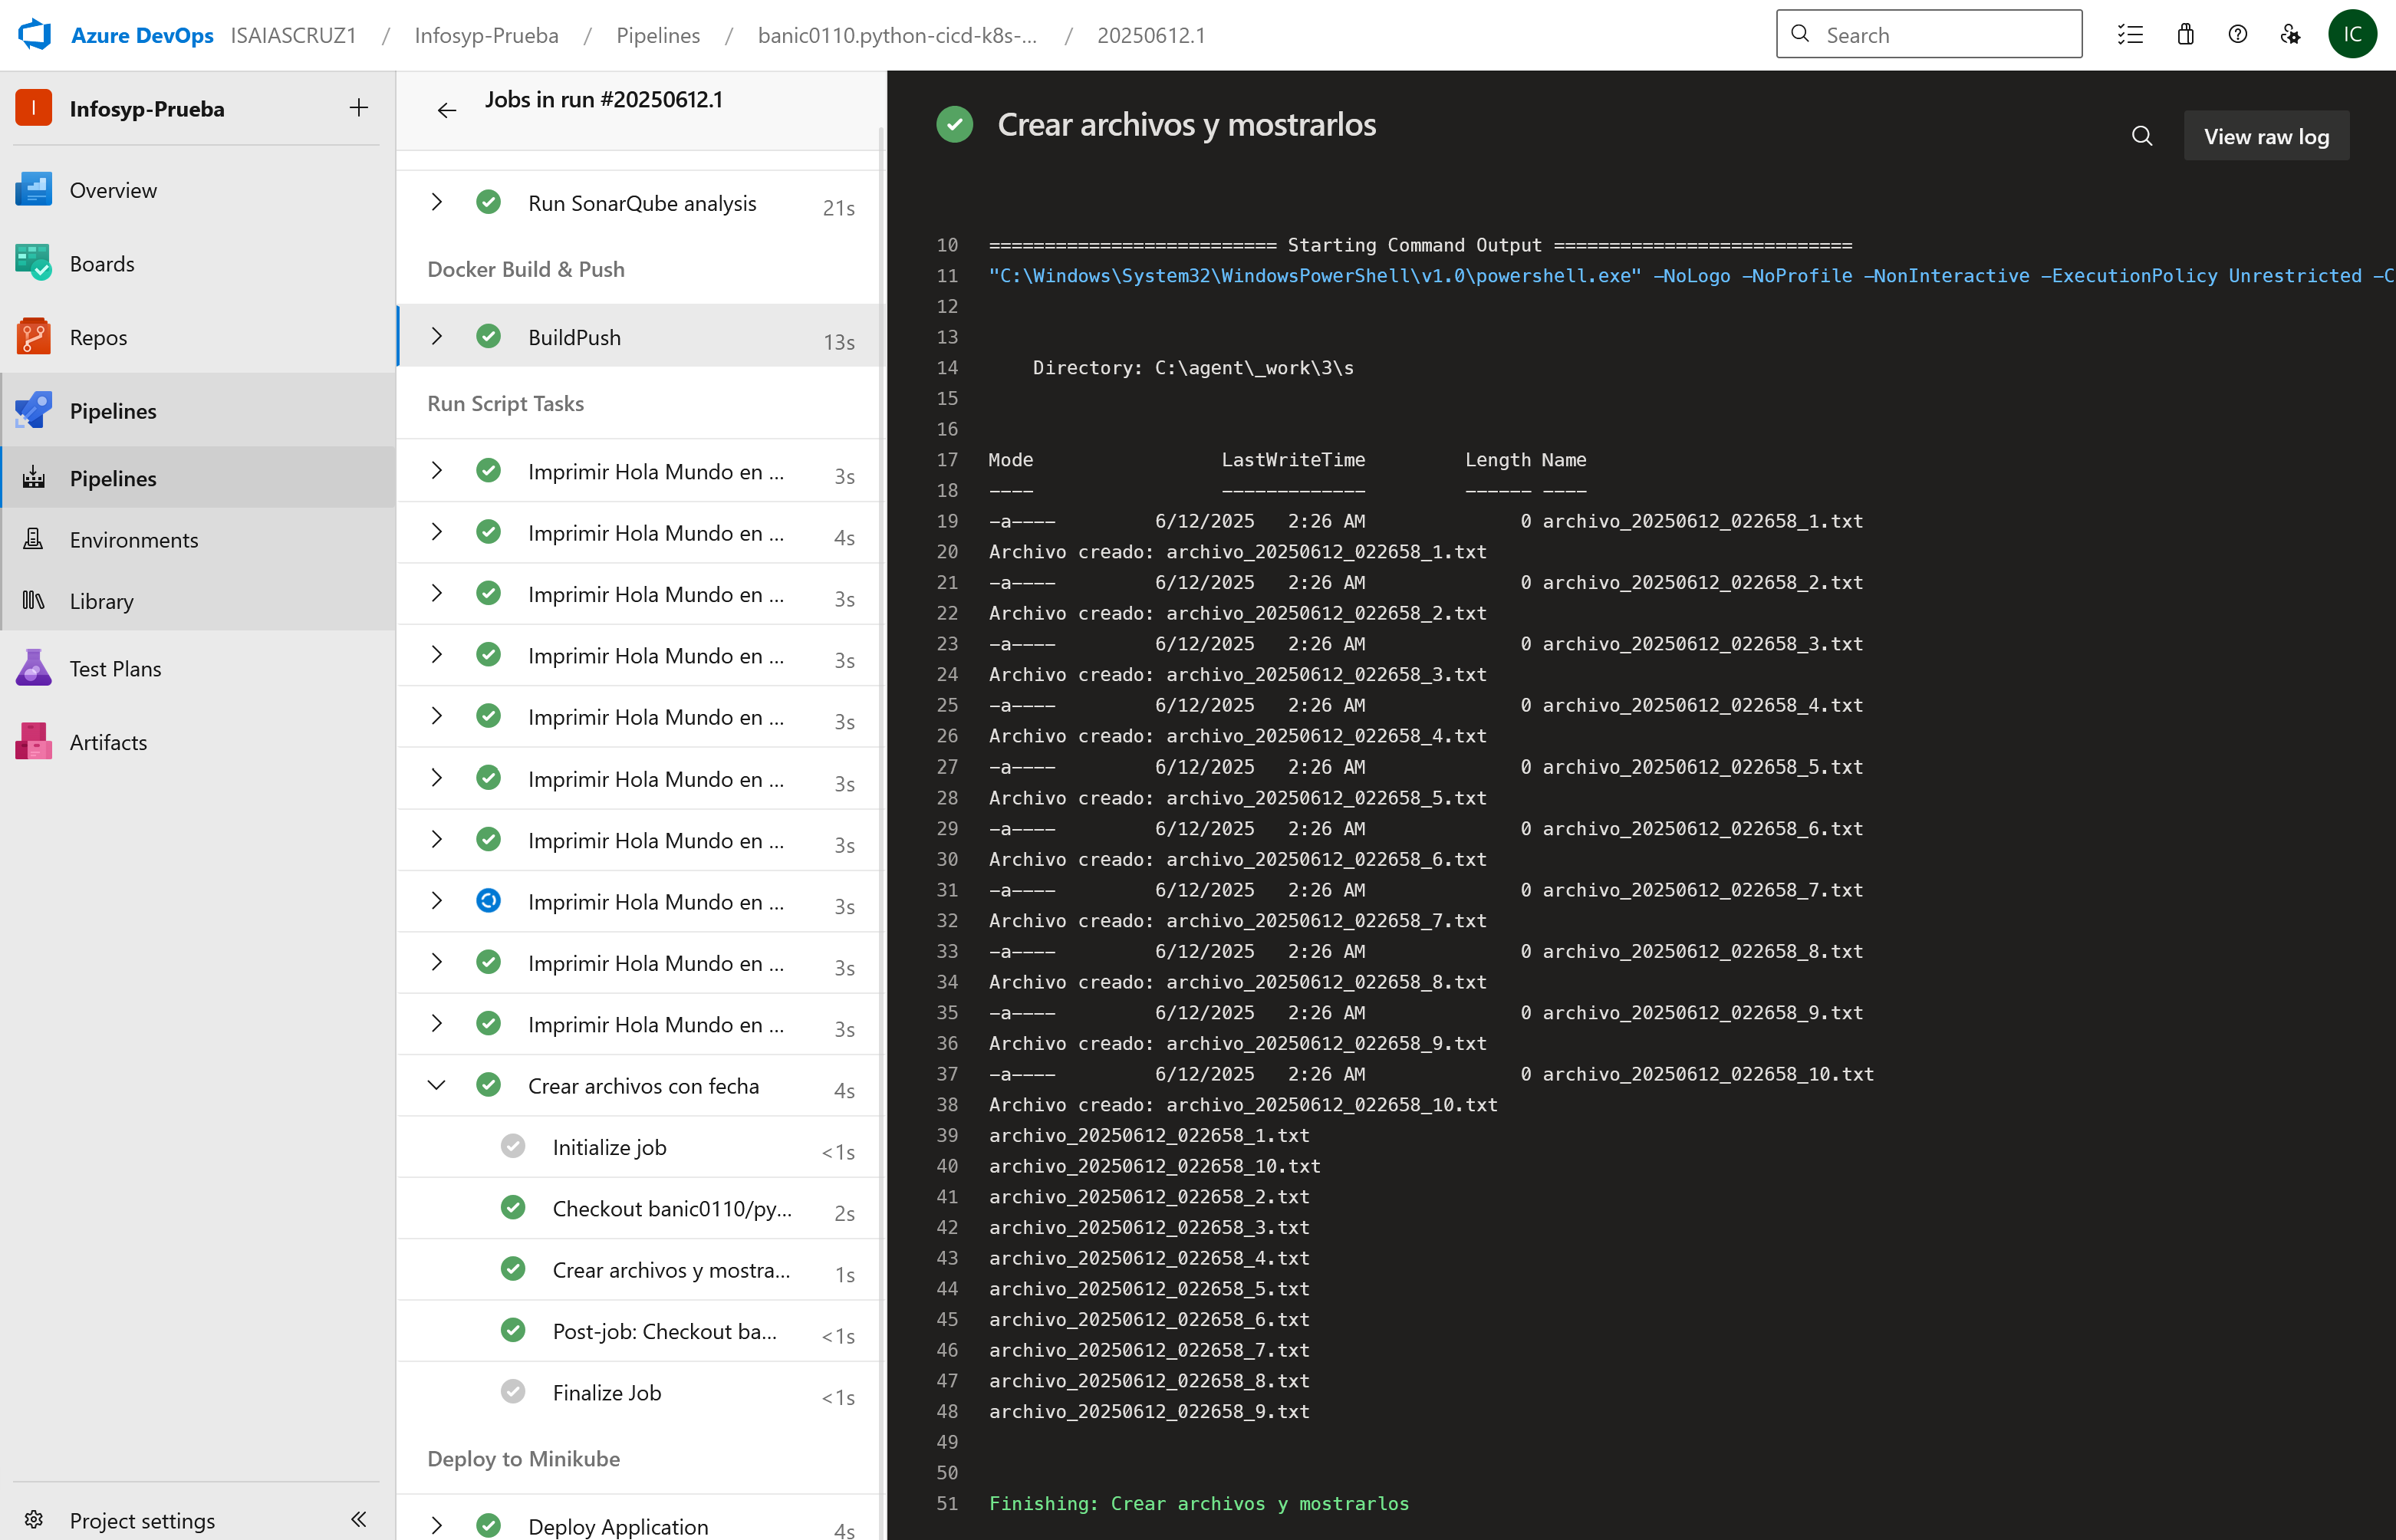 Azure DevOps ISAIASCRUZ1 / Infosyp-Prueba / Pipelines / banic0110.python-cicd-k8s-... / 20250612.1
Search
IC
I Infosyp-Prueba
Overview
Boards
Repos
Pipelines
Pipelines
Environments
Library
Test Plans
Artifacts
Project settings
Jobs in run #20250612.1
Run SonarQube analysis 21s
Docker Build & Push
BuildPush 13s
Run Script Tasks
Imprimir Hola Mundo en ... 3s
Imprimir Hola Mundo en ... 4s
Imprimir Hola Mundo en ... 3s
Imprimir Hola Mundo en ... 3s
Imprimir Hola Mundo en ... 3s
Imprimir Hola Mundo en ... 3s
Imprimir Hola Mundo en ... 3s
Imprimir Hola Mundo en ... 3s
Imprimir Hola Mundo en ... 3s
Imprimir Hola Mundo en ... 3s
Crear archivos con fecha 4s
Initialize job <1s
Checkout banic0110/py... 2s
Crear archivos y mostra... 1s
Post-job: Checkout ba... <1s
Finalize Job <1s
Deploy to Minikube
Deploy Application 4s
Crear archivos y mostrarlos
View raw log
10 ========================== Starting Command Output ===========================
11 "C:\Windows\System32\WindowsPowerShell\v1.0\powershell.exe" -NoLogo -NoProfile -NonInteractive -ExecutionPolicy Unrestricted -C
12
13
14 Directory: C:\agent\_work\3\s
15
16
17 Mode LastWriteTime Length Name
18 ---- ------------- ------ ----
19 -a---- 6/12/2025 2:26 AM 0 archivo_20250612_022658_1.txt
20 Archivo creado: archivo_20250612_022658_1.txt
21 -a---- 6/12/2025 2:26 AM 0 archivo_20250612_022658_2.txt
22 Archivo creado: archivo_20250612_022658_2.txt
23 -a---- 6/12/2025 2:26 AM 0 archivo_20250612_022658_3.txt
24 Archivo creado: archivo_20250612_022658_3.txt
25 -a---- 6/12/2025 2:26 AM 0 archivo_20250612_022658_4.txt
26 Archivo creado: archivo_20250612_022658_4.txt
27 -a---- 6/12/2025 2:26 AM 0 archivo_20250612_022658_5.txt
28 Archivo creado: archivo_20250612_022658_5.txt
29 -a---- 6/12/2025 2:26 AM 0 archivo_20250612_022658_6.txt
30 Archivo creado: archivo_20250612_022658_6.txt
31 -a---- 6/12/2025 2:26 AM 0 archivo_20250612_022658_7.txt
32 Archivo creado: archivo_20250612_022658_7.txt
33 -a---- 6/12/2025 2:26 AM 0 archivo_20250612_022658_8.txt
34 Archivo creado: archivo_20250612_022658_8.txt
35 -a---- 6/12/2025 2:26 AM 0 archivo_20250612_022658_9.txt
36 Archivo creado: archivo_20250612_022658_9.txt
37 -a---- 6/12/2025 2:26 AM 0 archivo_20250612_022658_10.txt
38 Archivo creado: archivo_20250612_022658_10.txt
39 archivo_20250612_022658_1.txt
40 archivo_20250612_022658_10.txt
41 archivo_20250612_022658_2.txt
42 archivo_20250612_022658_3.txt
43 archivo_20250612_022658_4.txt
44 archivo_20250612_022658_5.txt
45 archivo_20250612_022658_6.txt
46 archivo_20250612_022658_7.txt
47 archivo_20250612_022658_8.txt
48 archivo_20250612_022658_9.txt
49
50
51 Finishing: Crear archivos y mostrarlos